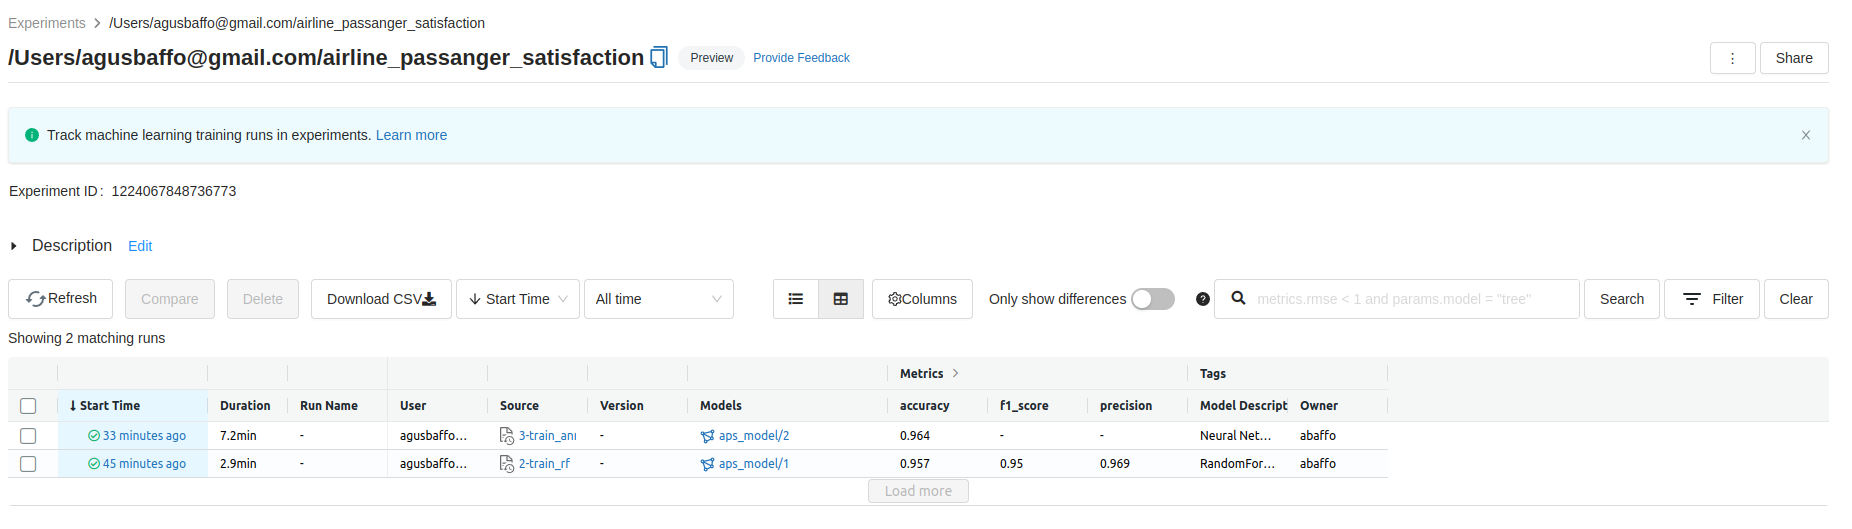 Experiments > /Users/agusbaffo@gmail.com/airline_passanger_satisfaction
/Users/agusbaffo@gmail.com/airline_passanger_satisfaction Preview Provide Feedback ⋮ Share
Track machine learning training runs in experiments. Learn more
Experiment ID: 1224067848736773
Description Edit
Refresh Compare Delete Download CSV ↓ Start Time All time Columns Only show differences ? metrics.rmse < 1 and params.model = "tree" Search Filter Clear
Showing 2 matching runs
Metrics > Tags
↓ Start Time Duration Run Name User Source Version Models accuracy f1_score precision Model Descript Owner
33 minutes ago 7.2min - agusbaffo... 3-train_ann - aps_model/2 0.964 - - Neural Net... abaffo
45 minutes ago 2.9min - agusbaffo... 2-train_rf - aps_model/1 0.957 0.95 0.969 RandomFor... abaffo
Load more